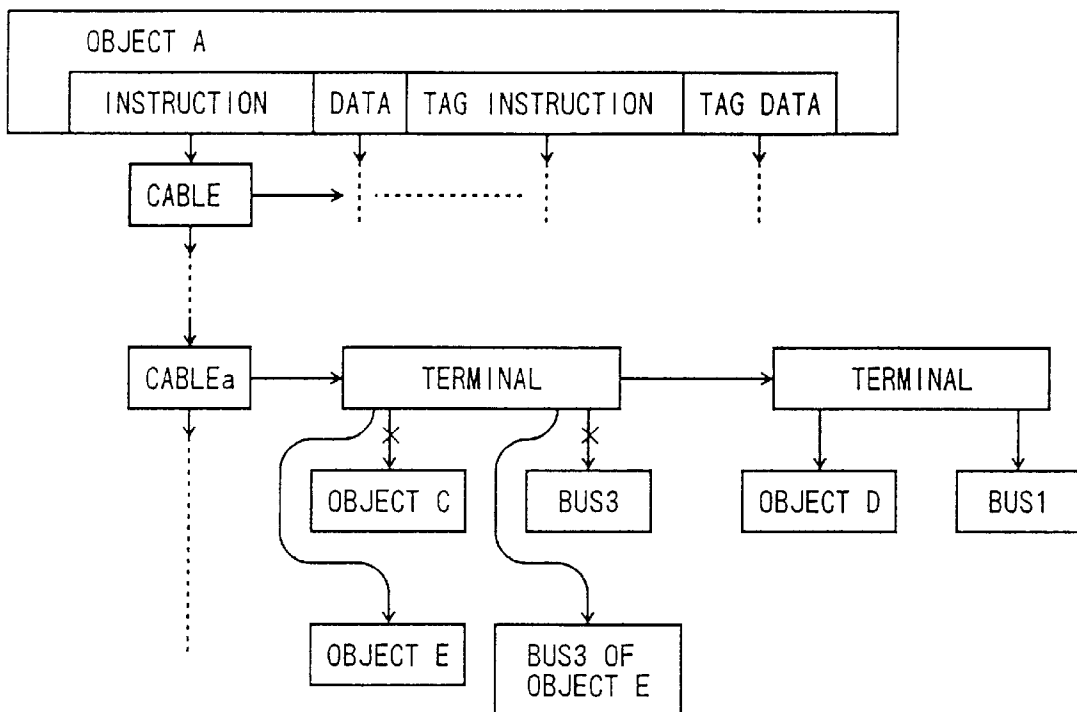 OBJECT A
INSTRUCTION
DATA
TAG INSTRUCTION
TAG DATA
CABLE
CABLEa
TERMINAL
TERMINAL
OBJECT C
BUS3
OBJECT D
BUS1
OBJECT E
BUS3 OF
OBJECT E